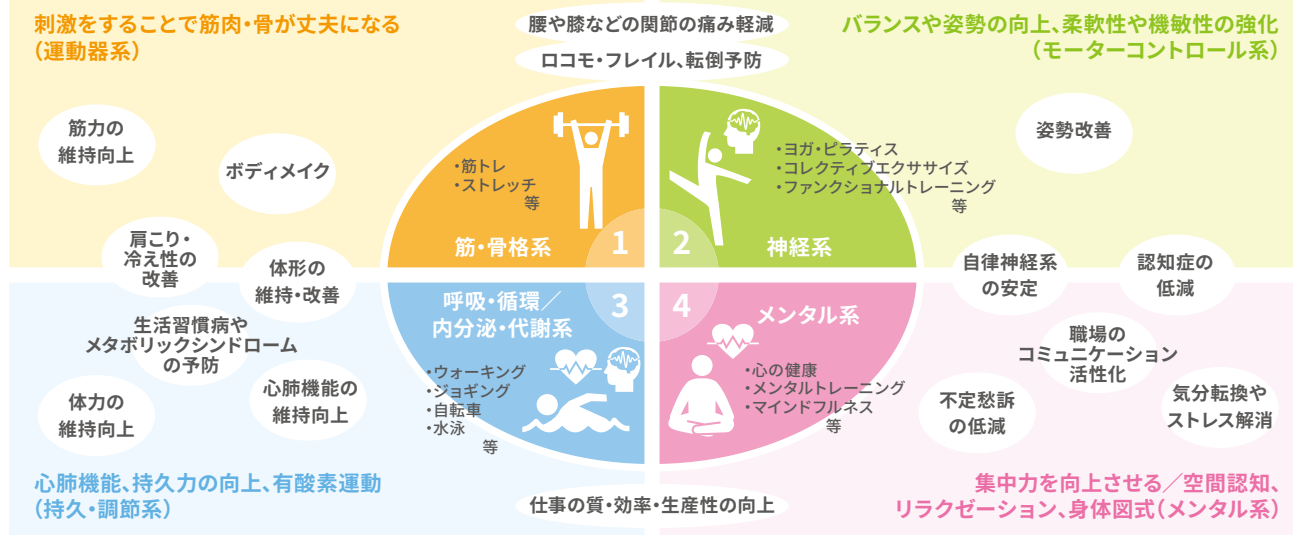 刺激をすることで筋肉・骨が丈夫になる
(運動器系)
腰や膝などの関節の痛み軽減
ロコモ・フレイル、転倒予防
バランスや姿勢の向上、柔軟性や機敏性の強化
(モーターコントロール系)
筋力の
維持向上
ボディメイク
肩こり・
冷え性の
改善
体形の
維持・改善
・筋トレ
・ストレッチ
等
筋・骨格系
1
・ヨガ・ピラティス
・コレクティブエクササイズ
・ファンクショナルトレーニング
等
2
神経系
姿勢改善
自律神経系
の安定
認知症の
低減
生活習慣病や
メタボリックシンドローム
の予防
体力の
維持向上
心肺機能の
維持向上
呼吸・循環/
内分泌・代謝系
3
・ウォーキング
・ジョギング
・自転車
・水泳
等
4
メンタル系
・心の健康
・メンタルトレーニング
・マインドフルネス
等
職場の
コミュニケーション
活性化
不定愁訴
の低減
気分転換や
ストレス解消
心肺機能、持久力の向上、有酸素運動
(持久・調節系)
仕事の質・効率・生産性の向上
集中力を向上させる/空間認知、
リラクゼーション、身体図式(メンタル系)